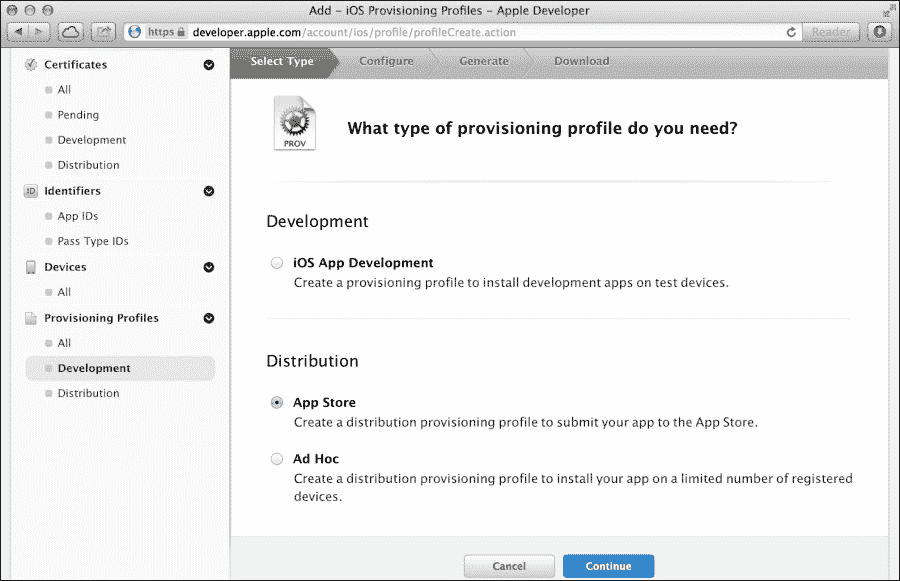 Add – iOS Provisioning Profiles – Apple Developer
https developer.apple.com/account/ios/profile/profileCreate.action
Reader
Certificates
All
Pending
Development
Distribution
ID Identifiers
App IDs
Pass Type IDs
Devices
All
Provisioning Profiles
All
Development
Distribution
Select Type Configure Generate Download
PROV
What type of provisioning profile do you need?
Development
iOS App Development
Create a provisioning profile to install development apps on test devices.
Distribution
App Store
Create a distribution provisioning profile to submit your app to the App Store.
Ad Hoc
Create a distribution provisioning profile to install your app on a limited number of registered
devices.
Cancel Continue